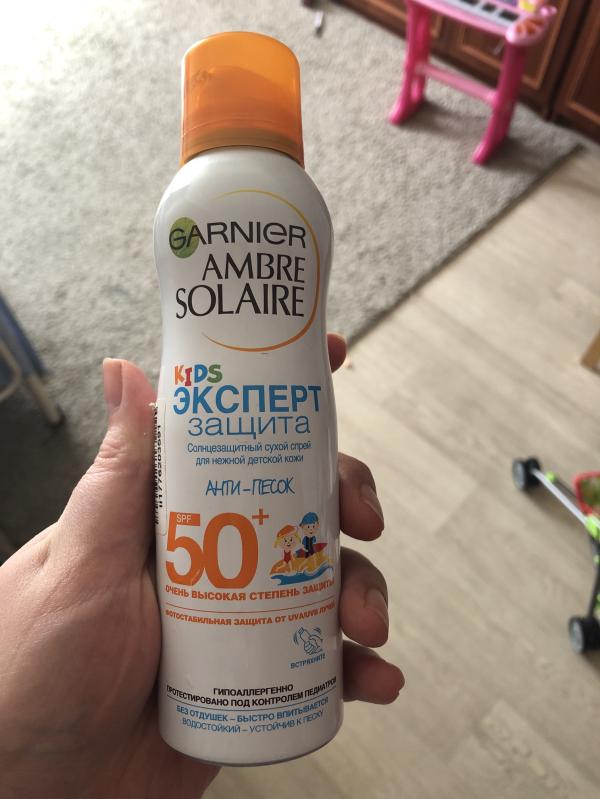 GARNIER
AMBRE
SOLAIRE
KIDS
ЭКСПЕРТ
защита
Солнцезащитный сухой спрей
для нежной детской кожи
АНТИ-ПЕСОК
SPF
50+
ОЧЕНЬ ВЫСОКАЯ СТЕПЕНЬ ЗАЩИТЫ
ФОТОСТАБИЛЬНАЯ ЗАЩИТА ОТ UVA/UVB ЛУЧЕЙ
ВСТРЯХНИТЕ
ГИПОАЛЛЕРГЕННО
ПРОТЕСТИРОВАНО ПОД КОНТРОЛЕМ ПЕДИАТРОВ
БЕЗ ОТДУШЕК – БЫСТРО ВПИТЫВАЕТСЯ
ВОДОСТОЙКИЙ – УСТОЙЧИВ К ПЕСКУ